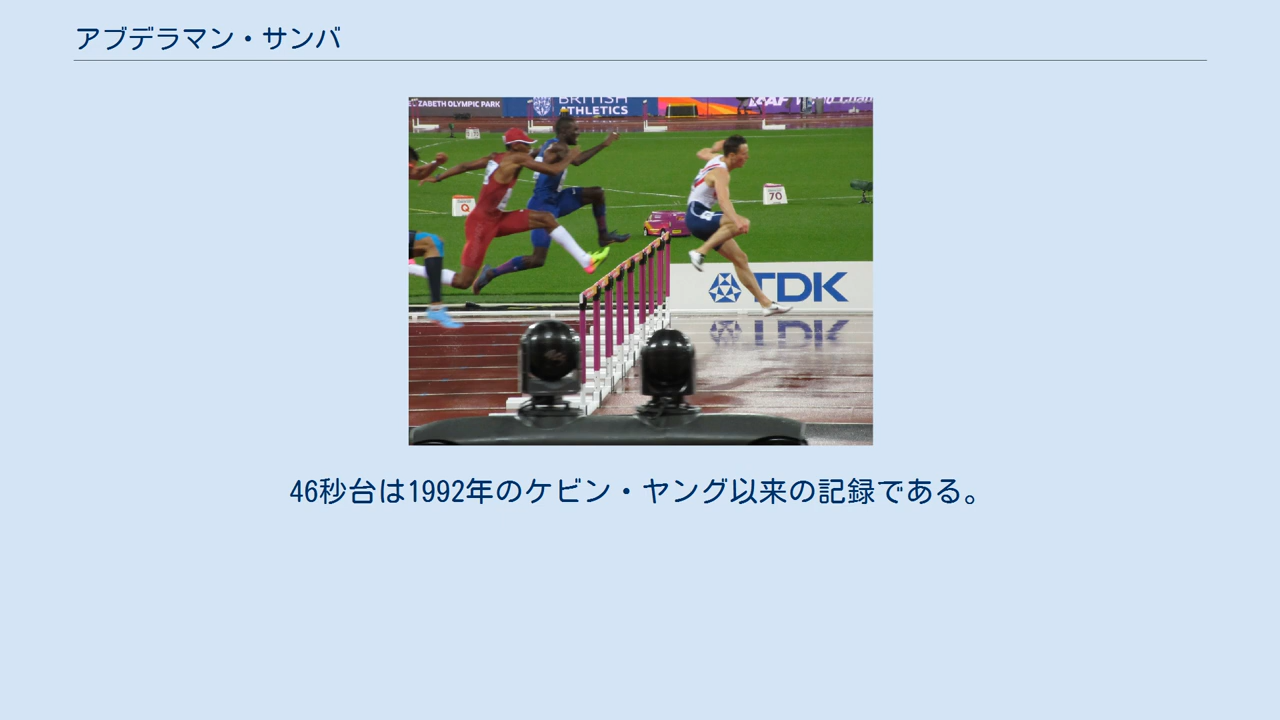 アブデラマン・サンバ
ZABETH OLYMPIC PARK
BRITISH
ATHLETICS
Q
70
TDK
46秒台は1992年のケビン・ヤング以来の記録である。